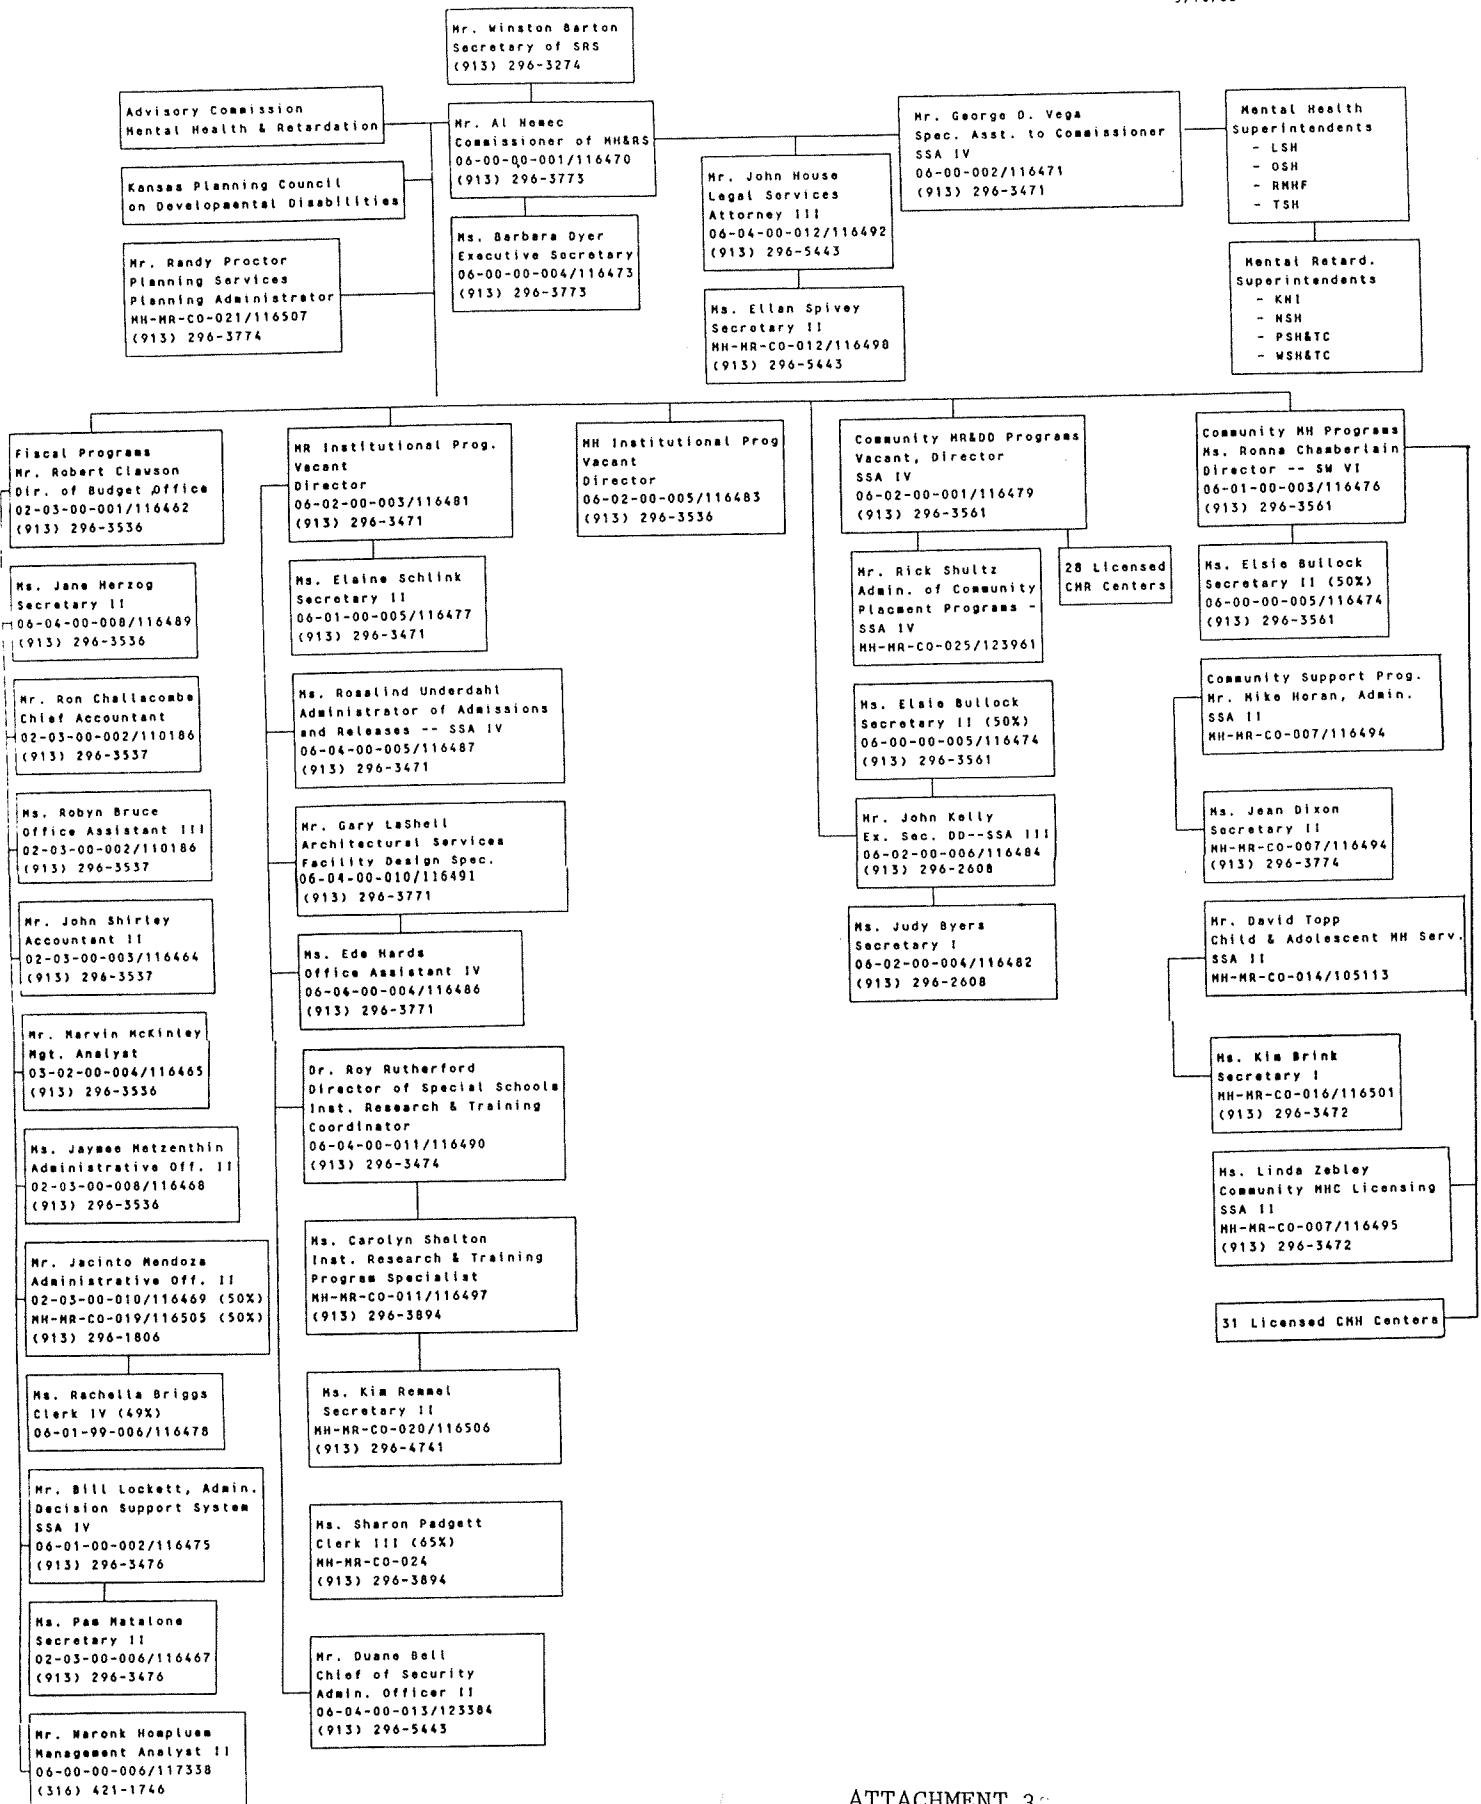 Mr. Winston Barton
Secretary of SRS
(913) 296-3274
Advisory Commission
Mental Health & Retardation
Mr. Al Nemec
Commissioner of MH&RS
06-00-00-001/116470
(913) 296-3773
Mr. George D. Vega
Spec. Asst. to Commissioner
SSA IV
06-00-002/116471
(913) 296-3471
Mental Health
Superintendents
- LSH
- OSH
- RMHF
- TSH
Kansas Planning Council
on Developmental Disabilities
Mr. John House
Legal Services
Attorney III
06-04-00-012/116492
(913) 296-5443
Ms. Barbara Dyer
Executive Secretary
06-00-00-004/116473
(913) 296-3773
Mr. Randy Proctor
Planning Services
Planning Administrator
MH-MR-CO-021/116507
(913) 296-3774
Mental Retard.
Superintendents
- KNI
- NSH
- PSH&TC
- WSH&TC
Ms. Ellan Spivey
Secretary II
MH-MR-CO-012/116498
(913) 296-5443
Fiscal Programs
Mr. Robert Clawson
Dir. of Budget Office
02-03-00-001/116462
(913) 296-3536
Ms. Jane Herzog
Secretary II
06-04-00-008/116489
(913) 296-3536
Mr. Ron Challacombe
Chief Accountant
02-03-00-002/110186
(913) 296-3537
Ms. Robyn Bruce
Office Assistant III
02-03-00-002/110186
(913) 296-3537
Mr. John Shirley
Accountant II
02-03-00-003/116464
(913) 296-3537
Mr. Marvin McKinley
Mgt. Analyst
03-02-00-004/116465
(913) 296-3536
Ms. Jaymee Metzenthin
Administrative Off. II
02-03-00-008/116468
(913) 296-3536
Mr. Jacinto Mendoza
Administrative Off. II
02-03-00-010/116469 (50%)
MH-MR-CO-019/116505 (50%)
(913) 296-1806
Ms. Rachella Briggs
Clerk IV (49%)
06-01-99-006/116478
Mr. Bill Lockett, Admin.
Decision Support System
SSA IV
06-01-00-002/116475
(913) 296-3476
Ms. Pam Matalone
Secretary II
02-03-00-006/116467
(913) 296-3476
Mr. Naronk Hompluem
Management Analyst II
06-00-00-006/117338
(316) 421-1746
MR Institutional Prog.
Vacant
Director
06-02-00-003/116481
(913) 296-3471
Ms. Elaine Schlink
Secretary II
06-01-00-005/116477
(913) 296-3471
Ms. Rosalind Underdahl
Administrator of Admissions
and Releases -- SSA IV
06-04-00-005/116487
(913) 296-3471
Mr. Gary LaShell
Architectural Services
Facility Design Spec.
06-04-00-010/116491
(913) 296-3771
Ms. Ede Hards
Office Assistant IV
06-04-00-004/116486
(913) 296-3771
Dr. Roy Rutherford
Director of Special Schools
Inst. Research & Training
Coordinator
06-04-00-011/116490
(913) 296-3474
Ms. Carolyn Shelton
Inst. Research & Training
Program Specialist
MH-MR-CO-011/116497
(913) 296-3894
Ms. Kim Remmel
Secretary II
MH-MR-CO-020/116506
(913) 296-4741
Ms. Sharon Padgett
Clerk III (65%)
MH-MR-CO-024
(913) 296-3894
Mr. Duane Bell
Chief of Security
Admin. Officer II
06-04-00-013/123384
(913) 296-5443
MH Institutional Prog
Vacant
Director
06-02-00-005/116483
(913) 296-3536
Community MR&DD Programs
Vacant, Director
SSA IV
06-02-00-001/116479
(913) 296-3561
28 Licensed
CMR Centers
Mr. Rick Shultz
Admin. of Community
Placment Programs -
SSA IV
MH-MR-CO-025/123961
Ms. Elsie Bullock
Secretary II (50%)
06-00-00-005/116474
(913) 296-3561
Mr. John Kelly
Ex. Sec. DD--SSA III
06-02-00-006/116484
(913) 296-2608
Ms. Judy Byers
Secretary I
06-02-00-004/116482
(913) 296-2608
Community MH Programs
Ms. Ronna Chamberlain
Director -- SW VI
06-01-00-003/116476
(913) 296-3561
Ms. Elsie Bullock
Secretary II (50%)
06-00-00-005/116474
(913) 296-3561
Community Support Prog.
Mr. Mike Horan, Admin.
SSA II
MH-MR-CO-007/116494
Ms. Jean Dixon
Secretary II
MH-MR-CO-007/116494
(913) 296-3774
Mr. David Topp
Child & Adolescent MH Serv.
SSA II
MH-MR-CO-014/105113
Ms. Kim Brink
Secretary I
MH-MR-CO-016/116501
(913) 296-3472
Ms. Linda Zebley
Community MHC Licensing
SSA II
MH-MR-CO-007/116495
(913) 296-3472
31 Licensed CMH Centers
ATTACHMENT 3